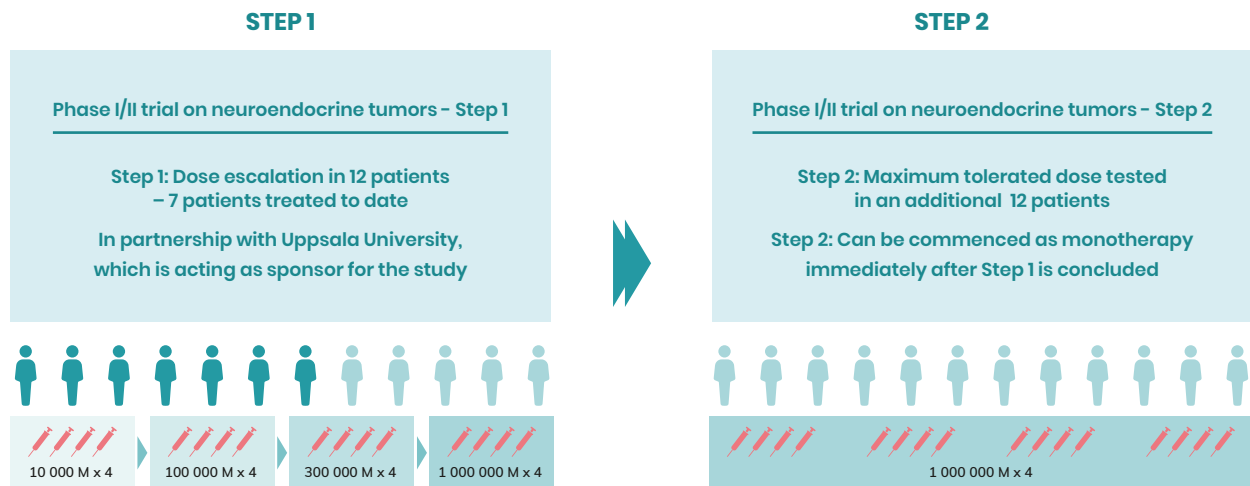 STEP 1
Phase I/II trial on neuroendocrine tumors - Step 1
Step 1: Dose escalation in 12 patients
– 7 patients treated to date
In partnership with Uppsala University,
which is acting as sponsor for the study
10 000 M x 4
100 000 M x 4
300 000 M x 4
1 000 000 M x 4
STEP 2
Phase I/II trial on neuroendocrine tumors - Step 2
Step 2: Maximum tolerated dose tested
in an additional 12 patients
Step 2: Can be commenced as monotherapy
immediately after Step 1 is concluded
1 000 000 M x 4